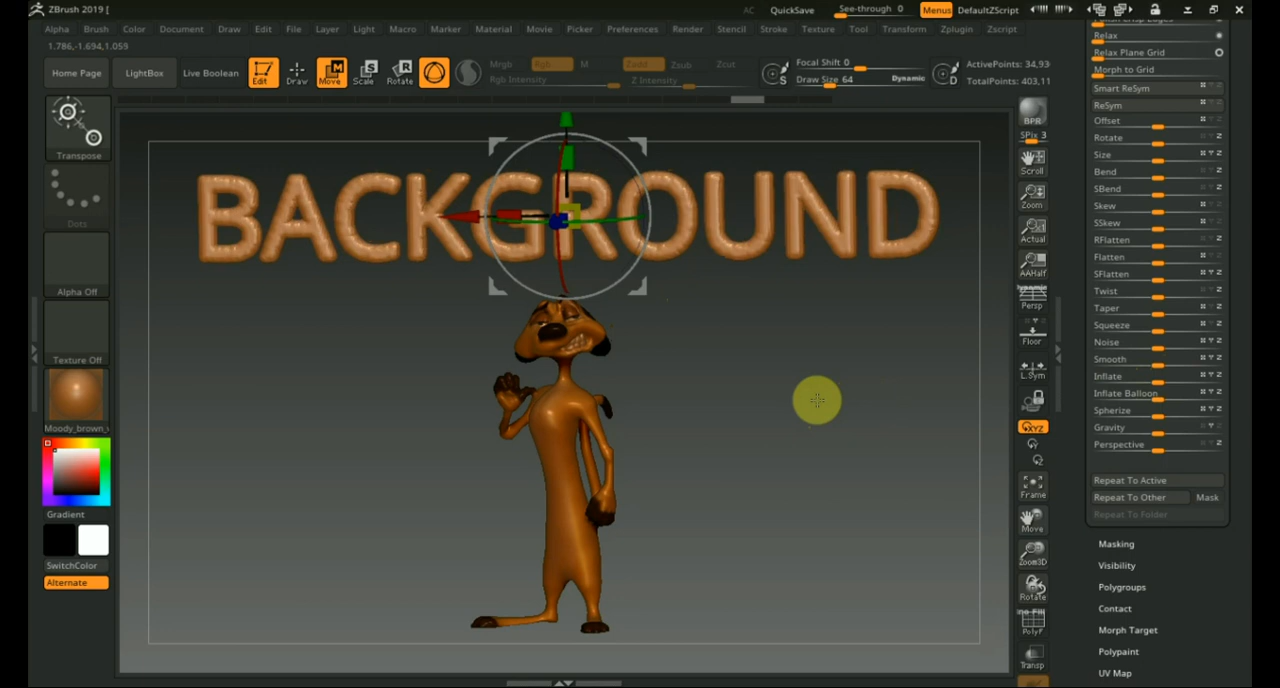 ZBrush 2019 [
AC QuickSave See-through 0 Menus DefaultZScript
Alpha Brush Color Document Draw Edit File Layer Light Macro Marker Material Movie Picker Preferences Render Stencil Stroke Texture Tool Transform Zplugin Zscript
1.786,-1.694,1.059
Home Page LightBox Live Boolean Edit Draw Move Scale Rotate
Mrgb Rgb M Zadd Zsub Zcut
Rgb Intensity Z Intensity
Focal Shift 0
Draw Size 64 Dynamic
ActivePoints: 34,93
TotalPoints: 403,11
Transpose
Dots
Alpha Off
Texture Off
Moody_brown_
Gradient
SwitchColor
Alternate
BACKGROUND
BPR
SPix 3
Scroll
Zoom
Actual
AAHalf
Persp
Floor
L.Sym
XYZ
Frame
Move
Zoom3D
Rotate
PolyF
Transp
Relax
Relax Plane Grid
Morph to Grid
Smart ReSym
ReSym
Offset
Rotate
Size
Bend
SBend
Skew
SSkew
RFlatten
Flatten
SFlatten
Twist
Taper
Squeeze
Noise
Smooth
Inflate
Inflate Balloon
Spherize
Gravity
Perspective
Repeat To Active
Repeat To Other Mask
Repeat To Folder
Masking
Visibility
Polygroups
Contact
Morph Target
Polypaint
UV Map